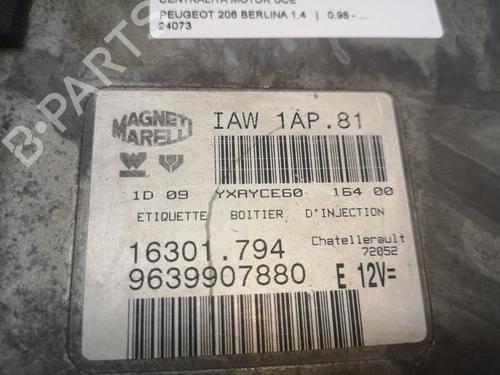 CENTRALITA MOTOR UCE
PEUGEOT 206 BERLINA 1.4 | 0.98 - ...
24073
B-PARTS
MAGNETI MARELLI
IAW 1AP.81
1D 09 YXAYCE60 164 00
ETIQUETTE BOITIER D'INJECTION
16301.794
Chatellerault
72052
9639907880
E 12V=